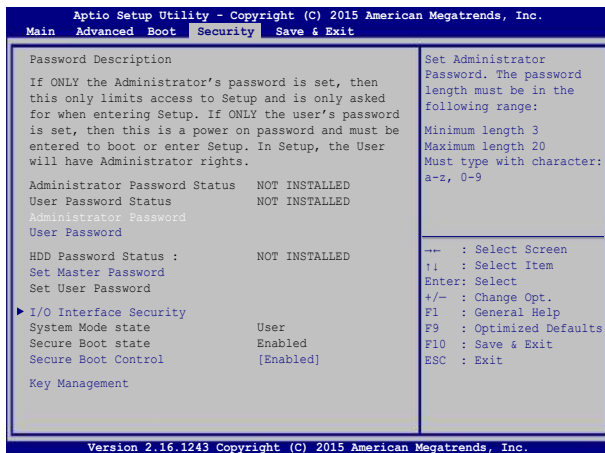 Aptio Setup Utility - Copyright (C) 2015 American Megatrends, Inc.
Main Advanced Boot Security Save & Exit
Password Description
If ONLY the Administrator's password is set, then
this only limits access to Setup and is only asked
for when entering Setup. If ONLY the user's password
is set, then this is a power on password and must be
entered to boot or enter Setup. In Setup, the User
will have Administrator rights.
Administrator Password Status NOT INSTALLED
User Password Status NOT INSTALLED
Administrator Password
User Password
HDD Password Status : NOT INSTALLED
Set Master Password
Set User Password
I/O Interface Security
System Mode state User
Secure Boot state Enabled
Secure Boot Control [Enabled]
Key Management
Set Administrator
Password. The password
length must be in the
following range:
Minimum length 3
Maximum length 20
Must type with character:
a-z, 0-9
→← : Select Screen
↑↓ : Select Item
Enter: Select
+/— : Change Opt.
F1 : General Help
F9 : Optimized Defaults
F10 : Save & Exit
ESC : Exit
Version 2.16.1243 Copyright (C) 2015 American Megatrends, Inc.